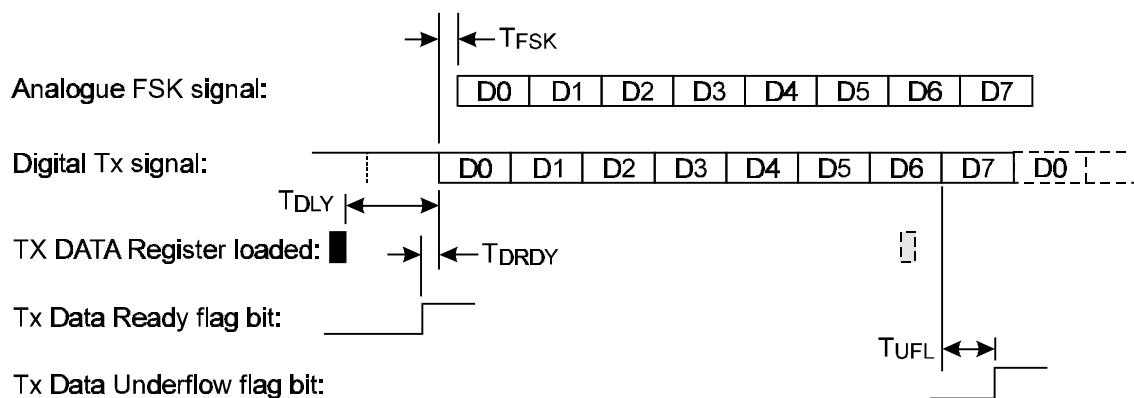 TFSK
Analogue FSK signal: D0 D1 D2 D3 D4 D5 D6 D7
Digital Tx signal: D0 D1 D2 D3 D4 D5 D6 D7 D0
TDLY
TX DATA Register loaded: TDRDY
Tx Data Ready flag bit:
TUFL
Tx Data Underflow flag bit: